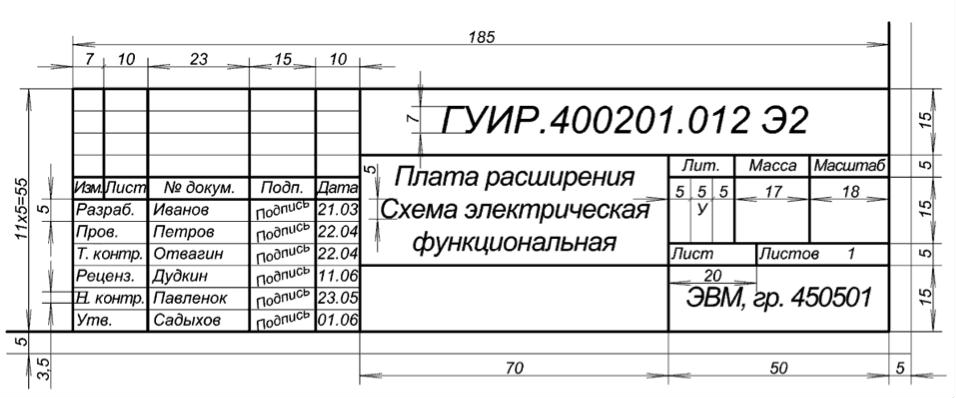 185
7 10 23 15 10
ГУИР.400201.012 Э2
7
15
Лит. Масса Масштаб
5
Плата расширения
Схема электрическая
функциональная
5
5 5 5 17 18
У
15
Изм. Лист № докум. Подп. Дата
Разраб. Иванов Подпись 21.03
Пров. Петров Подпись 22.04
Т. контр. Отвагин Подпись 22.04
Реценз. Дудкин Подпись 11.06
Н. контр. Павленок Подпись 23.05
Утв. Садыхов Подпись 01.06
11х5=55
5
Лист Листов 1
5
20
ЭВМ, гр. 450501
15
5
3,5
70 50 5